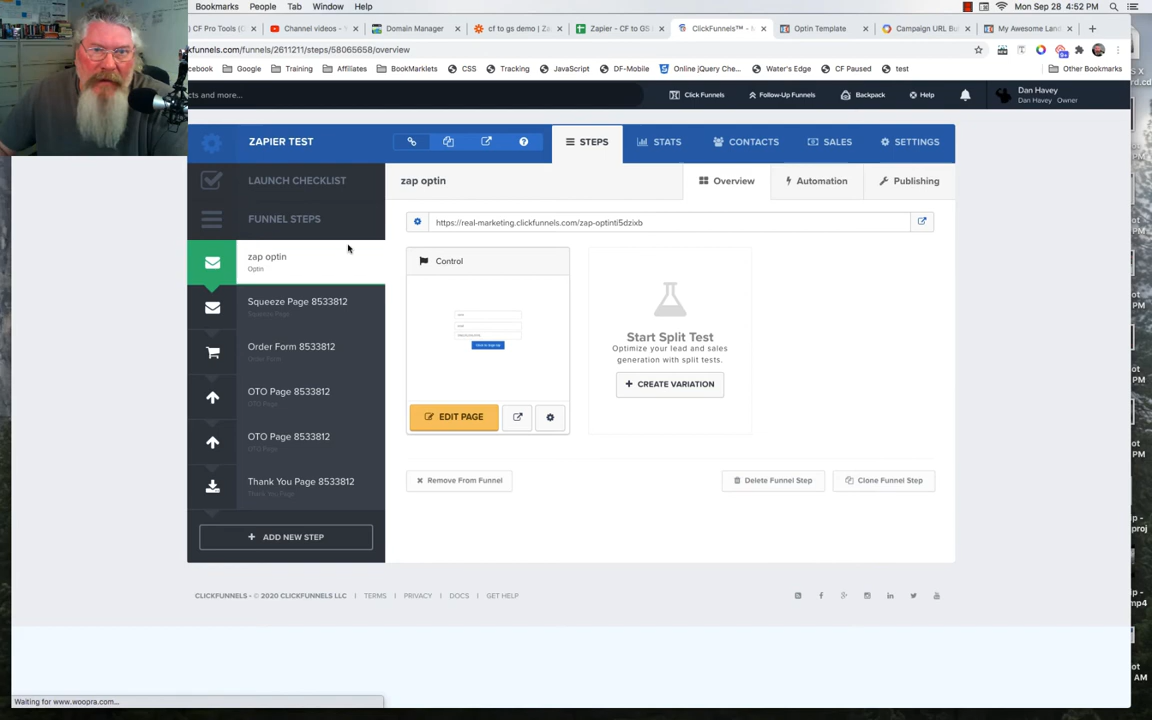 Bookmarks People Tab Window Help
Mon Sep 28 4:52 PM
CF Pro Tools (C
Channel videos - Y
Domain Manager
cf to gs demo | Za
Zapier - CF to GS
ClickFunnels™ - M
Optin Template
Campaign URL Bu
My Awesome Land
ckfunnels.com/funnels/2611211/steps/58065658/overview
cebook Google Training Affiliates BookMarklets CSS Tracking JavaScript DF-Mobile Online jQuery Che... Water's Edge CF Paused test Other Bookmarks
cts and more...
Click Funnels
Follow-Up Funnels
Backpack
Help
Dan Havey
Dan Havey Owner
ZAPIER TEST
STEPS
STATS
CONTACTS
SALES
SETTINGS
LAUNCH CHECKLIST
zap optin
Overview
Automation
Publishing
FUNNEL STEPS
https://real-marketing.clickfunnels.com/zap-optinti5dzixb
zap optin
Optin
Squeeze Page 8533812
Squeeze Page
Order Form 8533812
Order Form
OTO Page 8533812
OTO Page
OTO Page 8533812
OTO Page
Thank You Page 8533812
Thank You Page
+ ADD NEW STEP
Control
EDIT PAGE
Start Split Test
Optimize your lead and sales
generation with split tests.
+ CREATE VARIATION
Remove From Funnel
Delete Funnel Step
Clone Funnel Step
CLICKFUNNELS - © 2020 CLICKFUNNELS LLC | TERMS | PRIVACY | DOCS | GET HELP
Waiting for www.woopra.com...